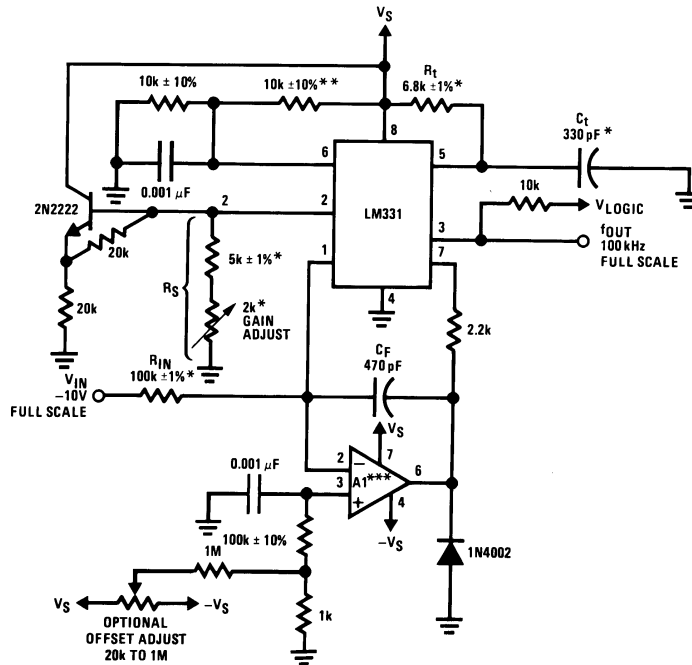 VS
10k ± 10%
10k ±10%**
Rt
6.8k ±1%*
8
Ct
330 pF*
6
5
0.001 µF
10k
VLOGIC
2N2222
2
2
LM331
3
fOUT
100 kHz
FULL SCALE
20k
1
7
5k ± 1%*
RS
4
20k
2k*
GAIN
ADJUST
2.2k
VIN
−10V
FULL SCALE
RIN
100k ±1%*
CF
470 pF
VS
7
2
−
6
0.001 µF
3
A1***
+
4
−VS
100k ± 10%
1M
1N4002
VS
−VS
1k
OPTIONAL
OFFSET ADJUST
20k TO 1M